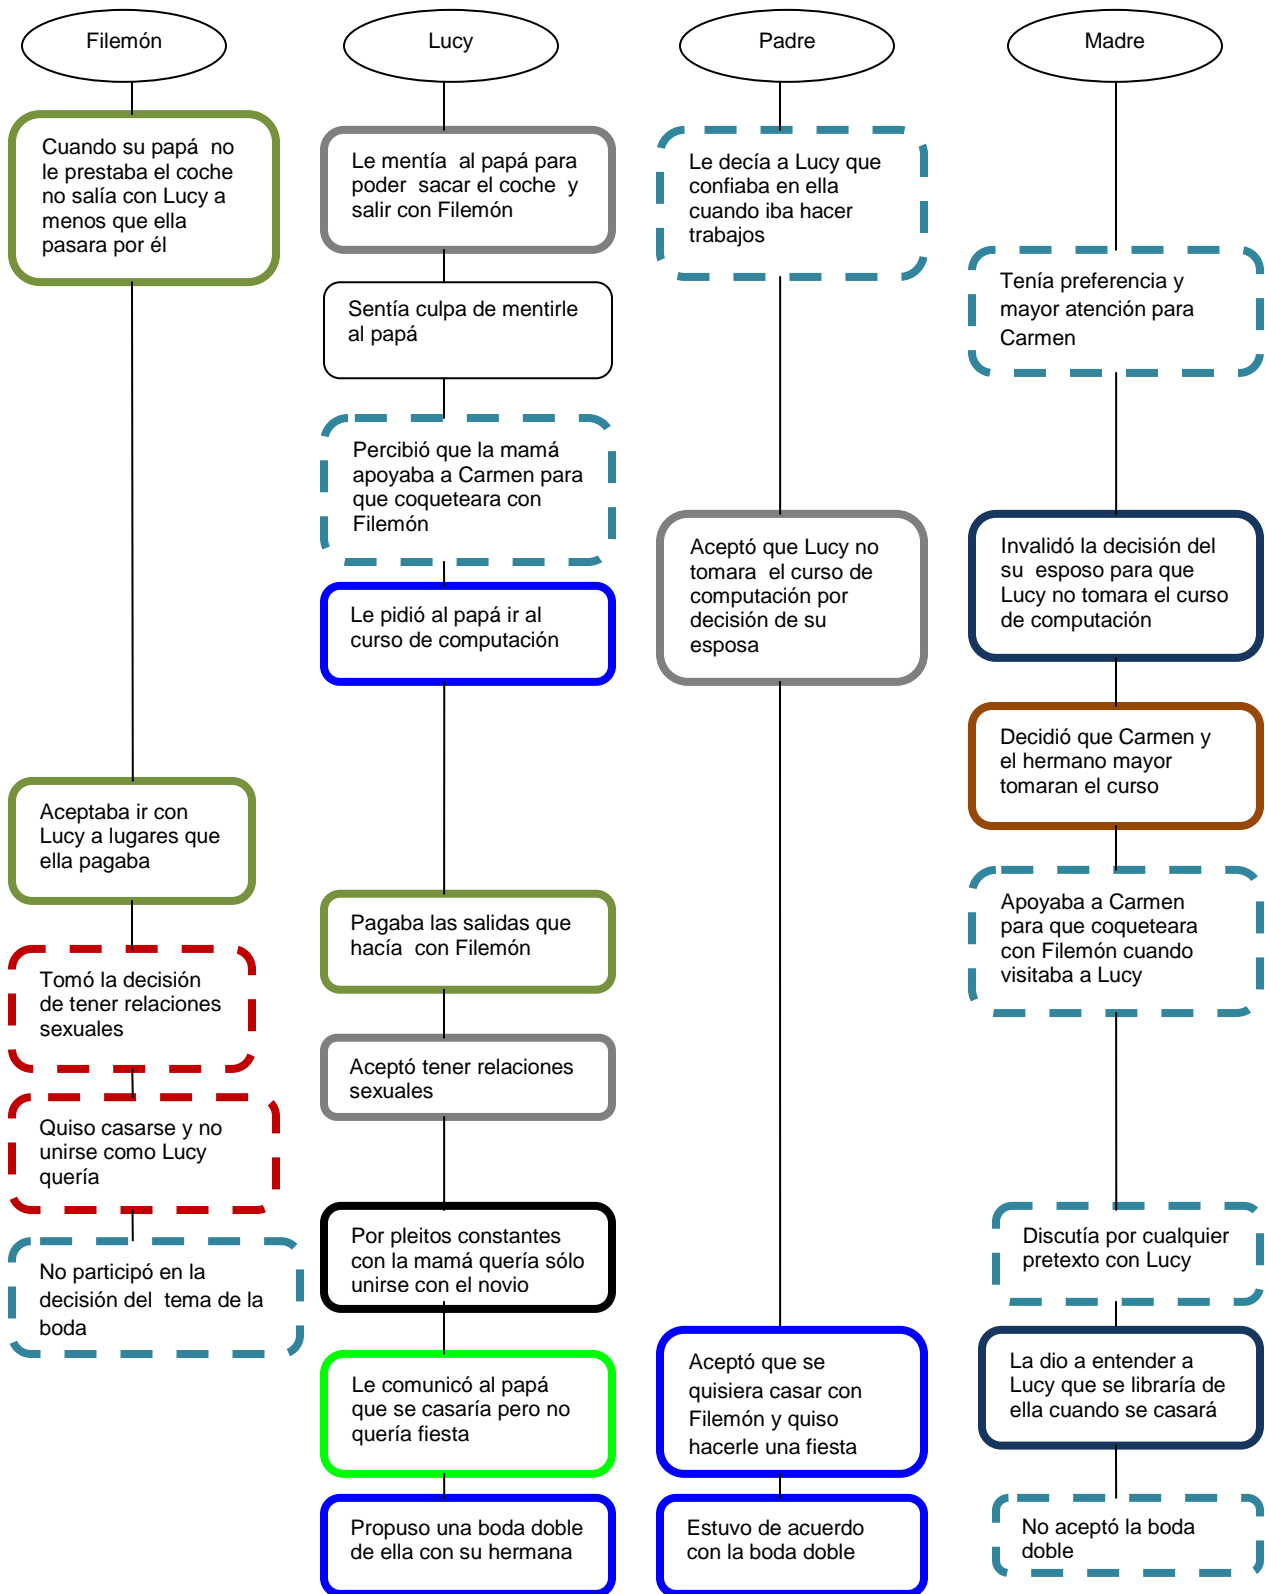 Filemón
Cuando su papá no
le prestaba el coche
no salía con Lucy a
menos que ella
pasara por él
Aceptaba ir con
Lucy a lugares que
ella pagaba
Tomó la decisión
de tener relaciones
sexuales
Quiso casarse y no
unirse como Lucy
quería
No participó en la
decisión del tema de la
boda
Lucy
Le mentía al papá para
poder sacar el coche y
salir con Filemón
Sentía culpa de mentirle
al papá
Percibió que la mamá
apoyaba a Carmen para
que coqueteara con
Filemón
Le pidió al papá ir al
curso de computación
Pagaba las salidas que
hacía con Filemón
Aceptó tener relaciones
sexuales
Por pleitos constantes
con la mamá quería sólo
unirse con el novio
Le comunicó al papá
que se casaría pero no
quería fiesta
Propuso una boda doble
de ella con su hermana
Padre
Le decía a Lucy que
confiaba en ella
cuando iba hacer
trabajos
Aceptó que Lucy no
tomara el curso de
computación por
decisión de su
esposa
Aceptó que se
quisiera casar con
Filemón y quiso
hacerle una fiesta
Estuvo de acuerdo
con la boda doble
Madre
Tenía preferencia y
mayor atención para
Carmen
Invalidó la decisión del
su esposo para que
Lucy no tomara el curso
de computación
Decidió que Carmen y
el hermano mayor
tomaran el curso
Apoyaba a Carmen
para que coqueteara
con Filemón cuando
visitaba a Lucy
Discutía por cualquier
pretexto con Lucy
La dio a entender a
Lucy que se libraría de
ella cuando se casará
No aceptó la boda
doble